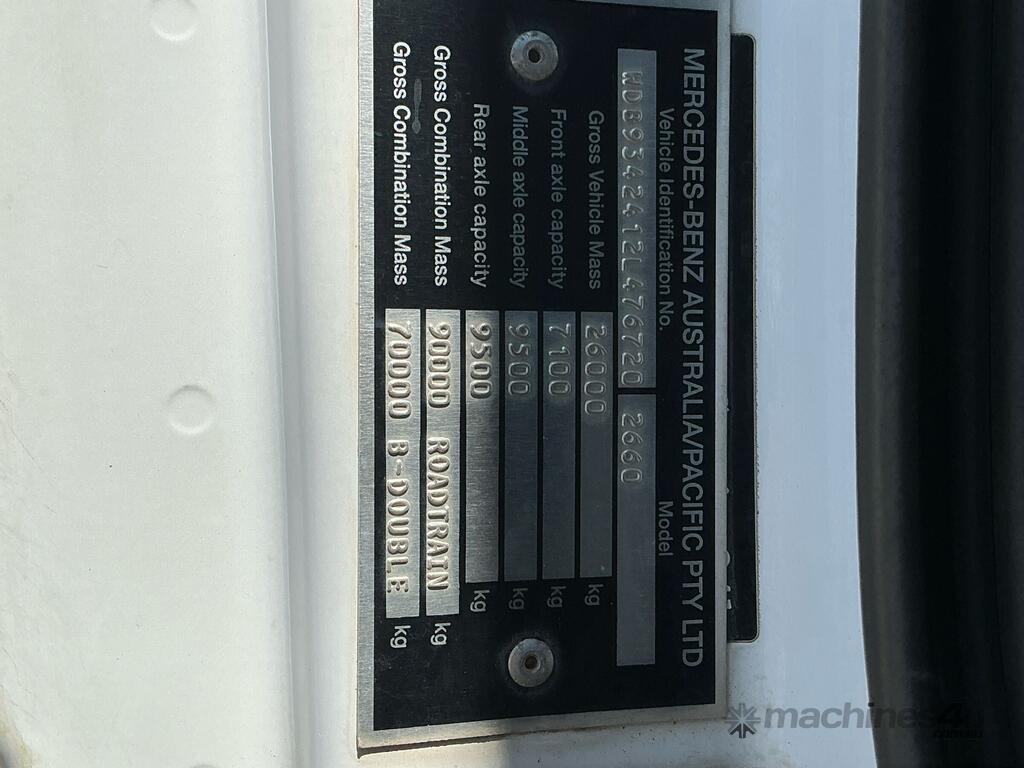 MERCEDES-BENZ AUSTRALIA/PACIFIC PTY LTD
Vehicle Identification No. Model
WDB9342412L476720 2660
Gross Vehicle Mass 26000 kg
Front axle capacity 7100 kg
Middle axle capacity 9500 kg
Rear axle capacity 9500 kg
Gross Combination Mass 90000 ROADTRAIN kg
Gross Combination Mass 70000 B-DOUBLE kg
machines4u
.com.au